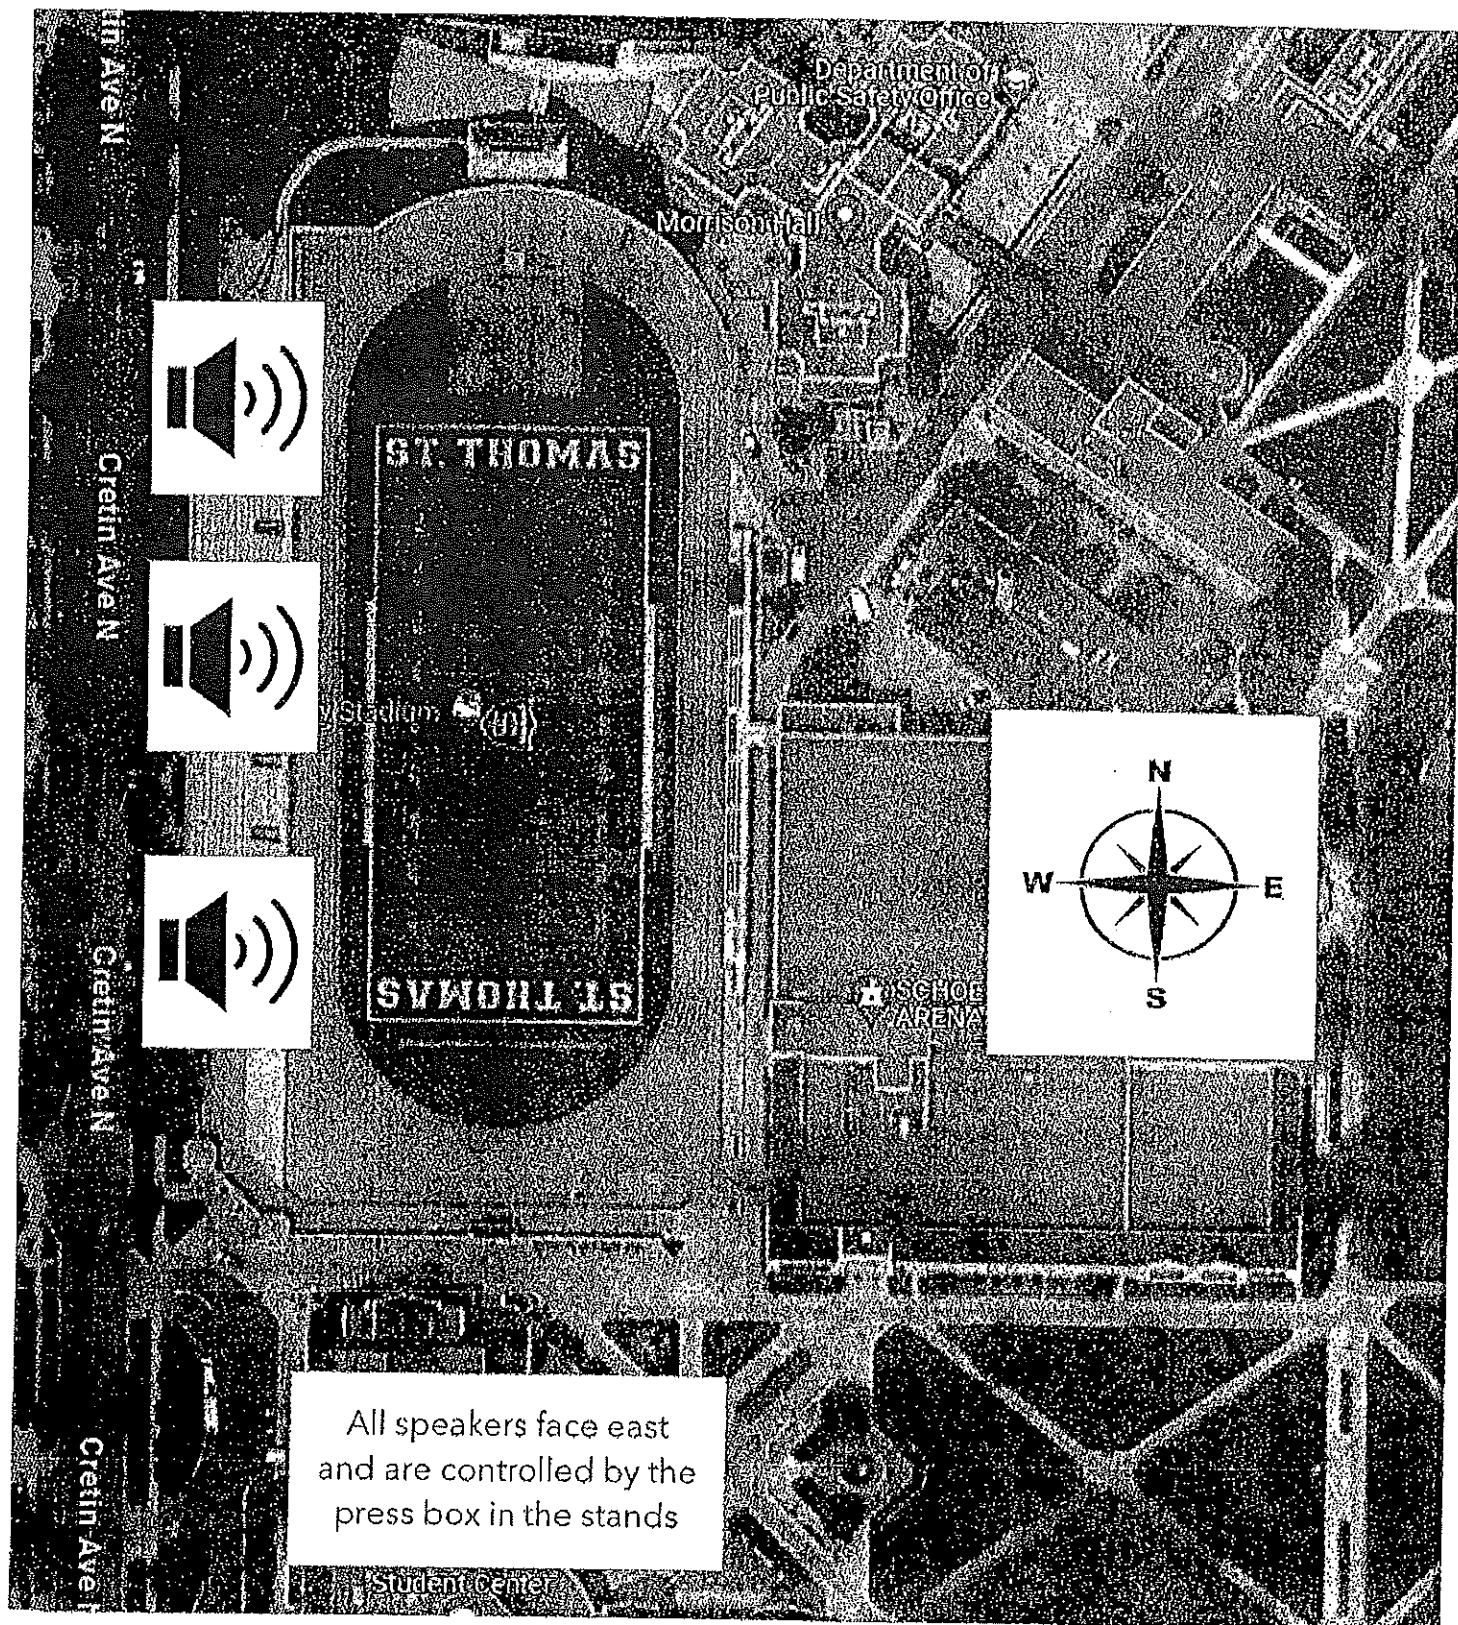 Department of
Public Safety Office
Ave N
Morrison Hall
ST. THOMAS
Cretin Ave N
Stadium
N
W
E
S
ST. THOMAS
ARENA
Cretin Ave N
All speakers face east
and are controlled by the
press box in the stands
Cretin Ave
Student Center